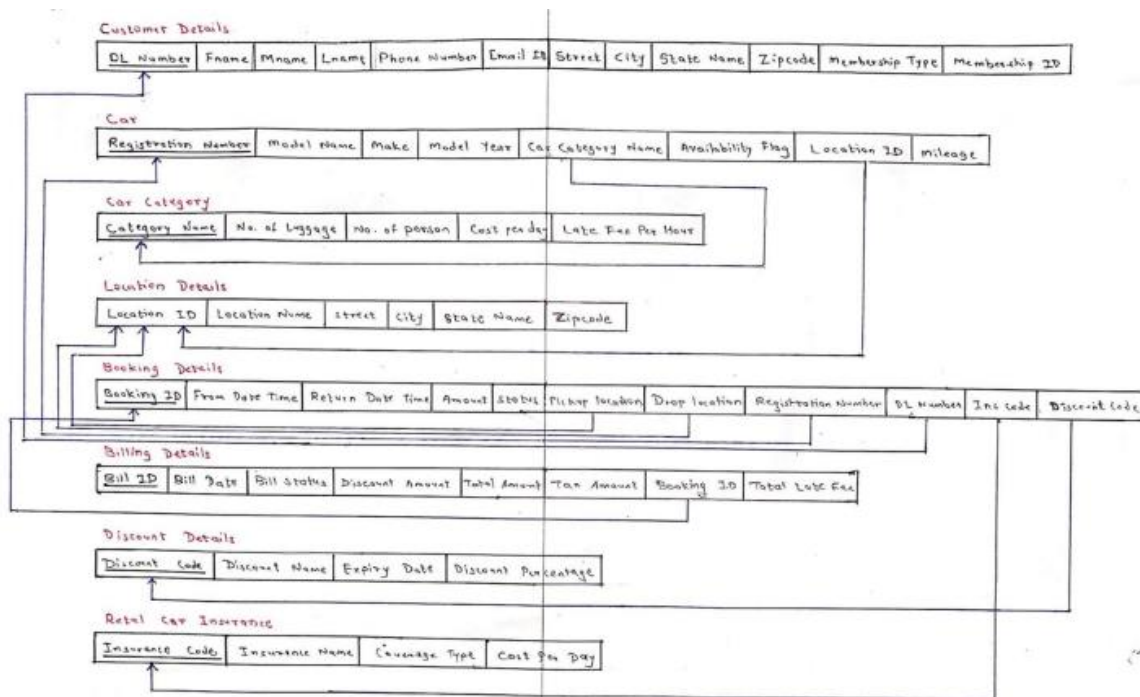 Customer Details
DL Number Fname Mname Lname Phone Number Email ID Street City State Name Zipcode Membership Type Membership ID
Car
Registration Number Model Name Make Model Year Car Category Name Availability Flag Location ID Mileage
Car Category
Category Name No. of Luggage No. of person Cost per day Late Fee Per Hour
Location Details
Location ID Location Name Street City State Name Zipcode
Booking Details
Booking ID From Date Time Return Date Time Amount Status Pickup location Drop location Registration Number DL Number Ins Code Discount Code
Billing Details
Bill ID Bill Date Bill Status Discount Amount Total Amount Tax Amount Booking ID Total Late Fee
Discount Details
Discount Code Discount Name Expiry Date Discount Percentage
Retal Car Insurance
Insurance Code Insurance Name Coverage Type Cost Per Day